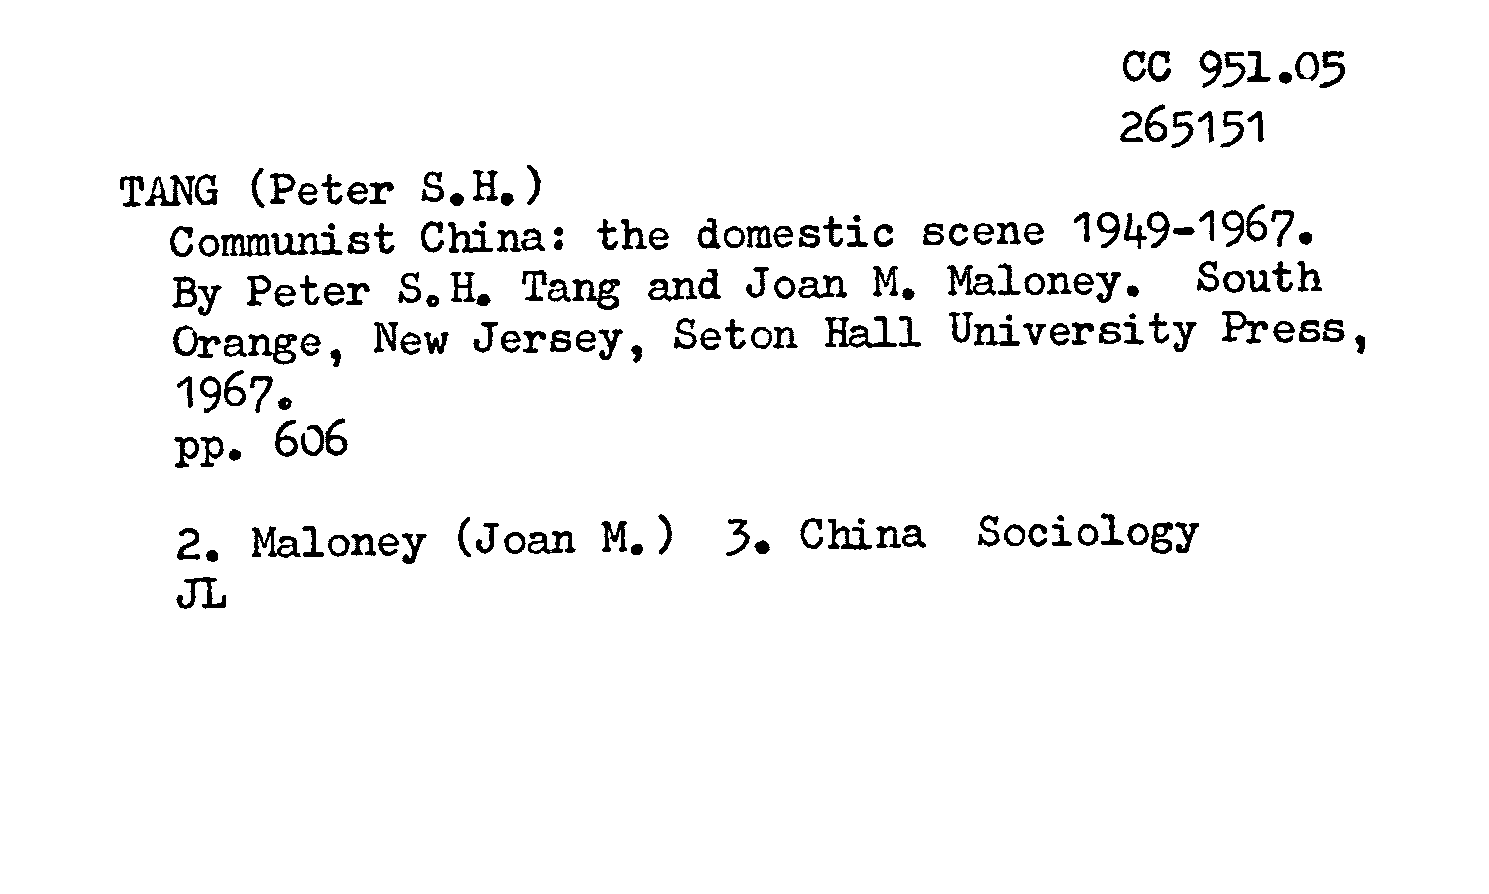 CC 951.05
265151
TANG (Peter S.H.)
Communist China: the domestic scene 1949-1967.
By Peter S.H. Tang and Joan M. Maloney. South
Orange, New Jersey, Seton Hall University Press,
1967.
pp. 606
2. Maloney (Joan M.) 3. China Sociology
JL